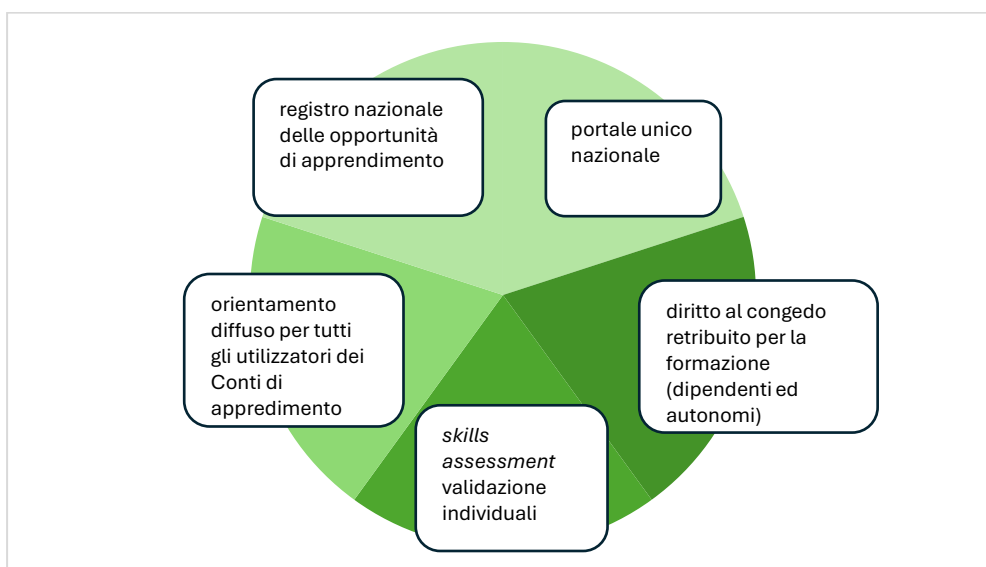 registro nazionale
delle opportunità
di apprendimento
portale unico
nazionale
orientamento
diffuso per tutti
gli utilizzatori dei
Conti di
appredimento
diritto al congedo
retribuito per la
formazione
(dipendenti ed
autonomi)
skills
assessment
validazione
individuali